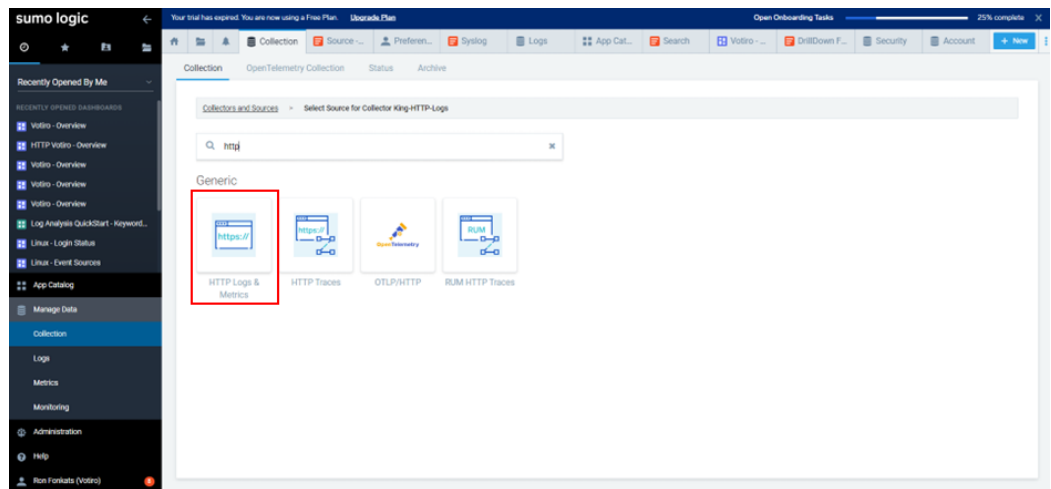 sumo logic
Your trial has expired. You are now using a Free Plan. Upgrade Plan
Open Onboarding Tasks
25% complete
Collection
Source -...
Preferen...
Syslog
Logs
App Cat...
Search
Votiro - ...
DrillDown F...
Security
Account
+ New
Collection
OpenTelemetry Collection
Status
Archive
Recently Opened By Me
RECENTLY OPENED DASHBOARDS
Votiro - Overview
HTTP Votiro - Overview
Votiro - Overview
Votiro - Overview
Votiro - Overview
Log Analysis QuickStart - Keyword...
Linux - Login Status
Linux - Event Sources
App Catalog
Manage Data
Collection
Logs
Metrics
Monitoring
Administration
Help
Ron Fonkats (Votiro)
Collectors and Sources > Select Source for Collector King-HTTP-Logs
http
Generic
https://
https://
OpenTelemetry
RUM
HTTP Logs &
Metrics
HTTP Traces
OTLP/HTTP
RUM HTTP Traces